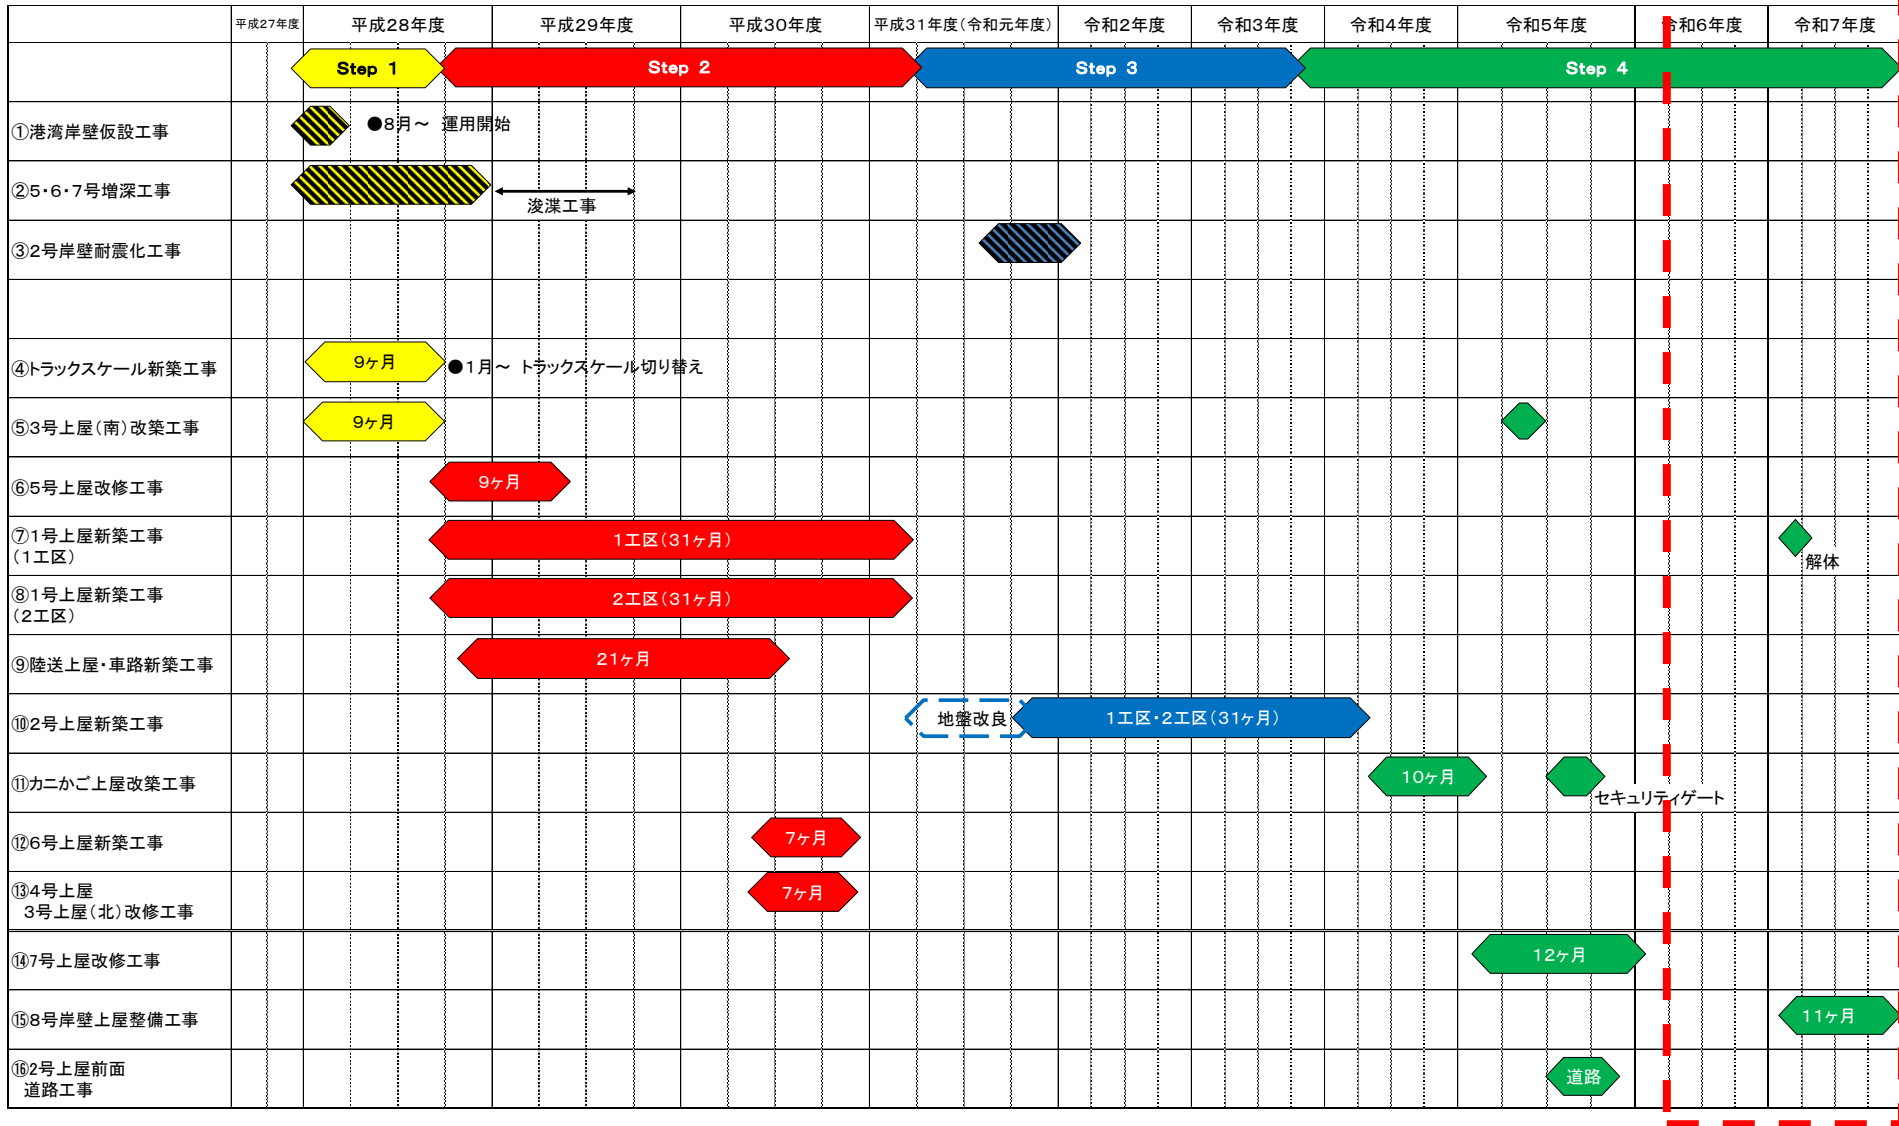 平成27年度 平成28年度 平成29年度 平成30年度 平成31年度(令和元年度) 令和2年度 令和3年度 令和4年度 令和5年度 令和6年度 令和7年度
Step 1 Step 2 Step 3 Step 4
①港湾岸壁仮設工事 ●8月～ 運用開始
②5・6・7号増深工事
浚渫工事
③2号岸壁耐震化工事
④トラックスケール新築工事 9ヶ月 ●1月～ トラックスケール切り替え
⑤3号上屋(南)改築工事 9ヶ月
⑥5号上屋改修工事 9ヶ月
⑦1号上屋新築工事
(1工区) 1工区(31ヶ月)
解体
⑧1号上屋新築工事
(2工区) 2工区(31ヶ月)
⑨陸送上屋・車路新築工事 21ヶ月
⑩2号上屋新築工事 地盤改良 1工区・2工区(31ヶ月)
⑪カニかご上屋改築工事 10ヶ月
セキュリティゲート
⑫6号上屋新築工事 7ヶ月
⑬4号上屋
3号上屋(北)改修工事 7ヶ月
⑭7号上屋改修工事 12ヶ月
⑮8号岸壁上屋整備工事 11ヶ月
⑯2号上屋前面
道路工事 道路